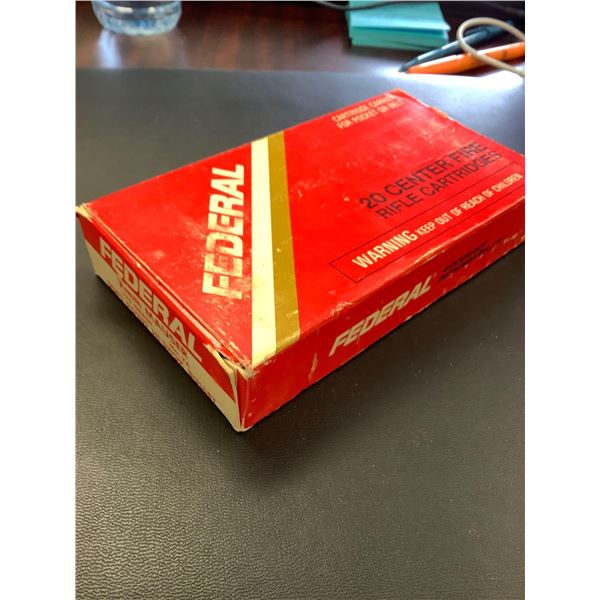 CARTRIDGE CARRIER
FOR POCKET OR BELT
FEDERAL
20 CENTER FIRE
RIFLE CARTRIDGES
WARNING KEEP OUT OF REACH OF CHILDREN
FEDERAL
FEDERAL
MAUSER